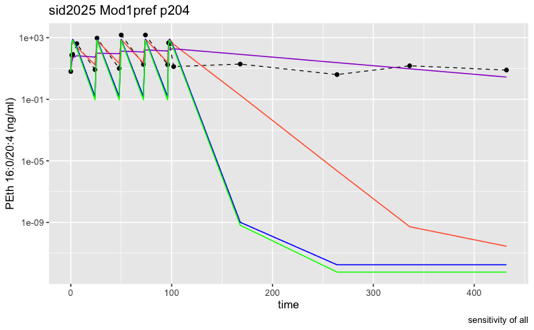 sid2025 Mod1pref p204
PEth 16:0/20:4 (ng/ml)
1e+03
1e-01
1e-05
1e-09
0
100
200
300
400
time
sensitivity of all